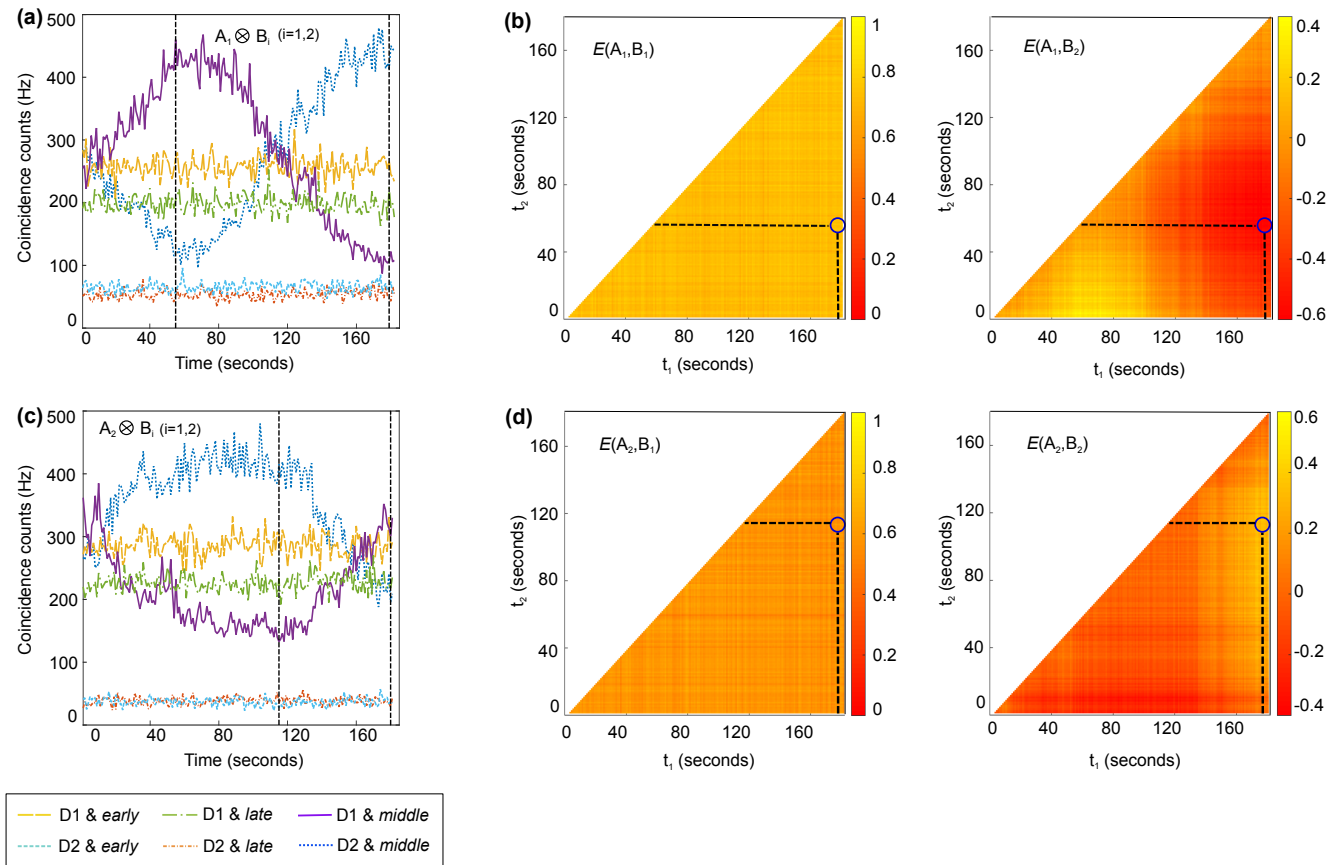 (a)
A₁ ⊗ Bᵢ (i=1,2)
Coincidence counts (Hz)
500
400
300
200
100
0
0 40 80 120 160
Time (seconds)
(b)
E(A₁,B₁)
t₂ (seconds)
160
120
80
40
0
0 40 80 120 160
t₁ (seconds)
1
0.8
0.6
0.4
0.2
0
E(A₁,B₂)
t₂ (seconds)
160
120
80
40
0
0 40 80 120 160
t₁ (seconds)
0.4
0.2
0
-0.2
-0.4
-0.6
(c)
A₂ ⊗ Bᵢ (i=1,2)
Coincidence counts (Hz)
500
400
300
200
100
0
0 40 80 120 160
Time (seconds)
(d)
E(A₂,B₁)
t₂ (seconds)
160
120
80
40
0
0 40 80 120 160
t₁ (seconds)
1
0.8
0.6
0.4
0.2
0
E(A₂,B₂)
t₂ (seconds)
160
120
80
40
0
0 40 80 120 160
t₁ (seconds)
0.6
0.4
0.2
0
-0.2
-0.4
D1 & early D1 & late D1 & middle
D2 & early D2 & late D2 & middle